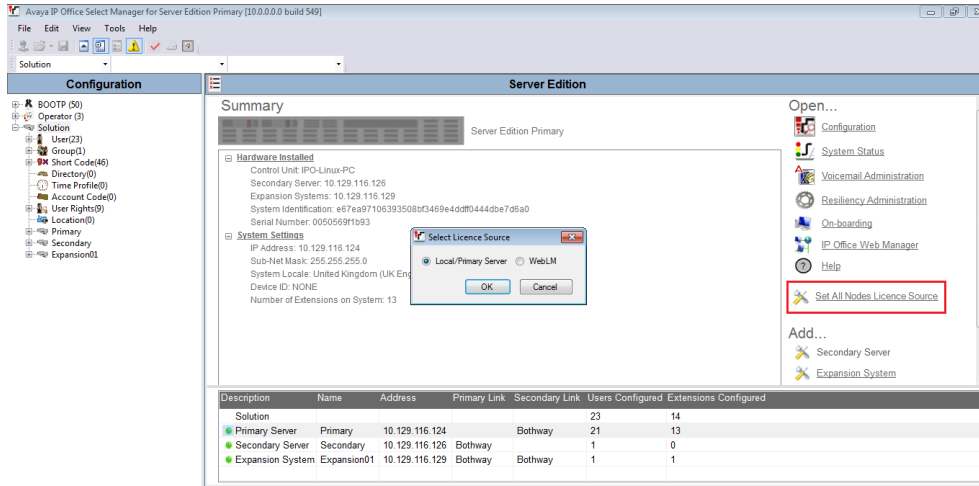 Avaya IP Office Select Manager for Server Edition Primary [10.0.0.0.0 build 549]
File Edit View Tools Help
Solution
Configuration
Server Edition
BOOTP (50)
Operator (3)
Solution
User(23)
Group(1)
Short Code(46)
Directory(0)
Time Profile(0)
Account Code(0)
User Rights(9)
Location(0)
Primary
Secondary
Expansion01
Summary
Server Edition Primary
Hardware Installed
Control Unit: IPO-Linux-PC
Secondary Server: 10.129.116.126
Expansion Systems: 10.129.116.129
System Identification: e67ea97106393508bf3469e4ddff0444dbe7d6a0
Serial Number: 0050569f1b93
System Settings
IP Address: 10.129.116.124
Sub-Net Mask: 255.255.255.0
System Locale: United Kingdom (UK Eng
Device ID: NONE
Number of Extensions on System: 13
Select Licence Source
Local/Primary Server WebLM
OK Cancel
Open...
Configuration
System Status
Voicemail Administration
Resiliency Administration
On-boarding
IP Office Web Manager
Help
Set All Nodes Licence Source
Add...
Secondary Server
Expansion System
Description Name Address Primary Link Secondary Link Users Configured Extensions Configured
Solution 23 14
Primary Server Primary 10.129.116.124 Bothway 21 13
Secondary Server Secondary 10.129.116.126 Bothway 1 0
Expansion System Expansion01 10.129.116.129 Bothway Bothway 1 1